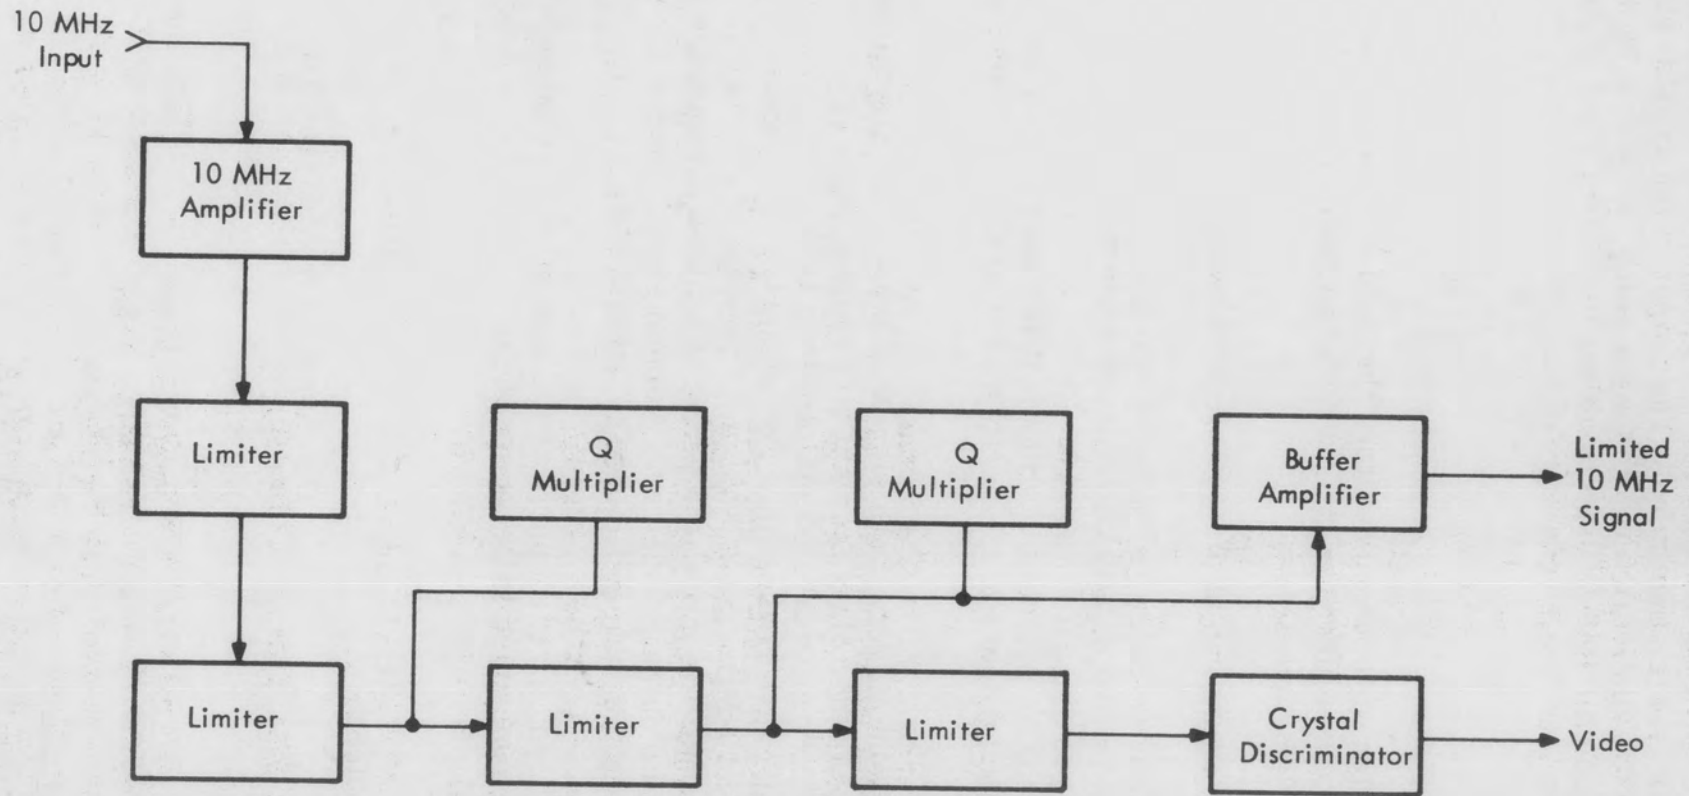 10 MHz
Input
10 MHz
Amplifier
Limiter
Q
Multiplier
Q
Multiplier
Buffer
Amplifier
Limited
10 MHz
Signal
Limiter
Limiter
Limiter
Crystal
Discriminator
Video